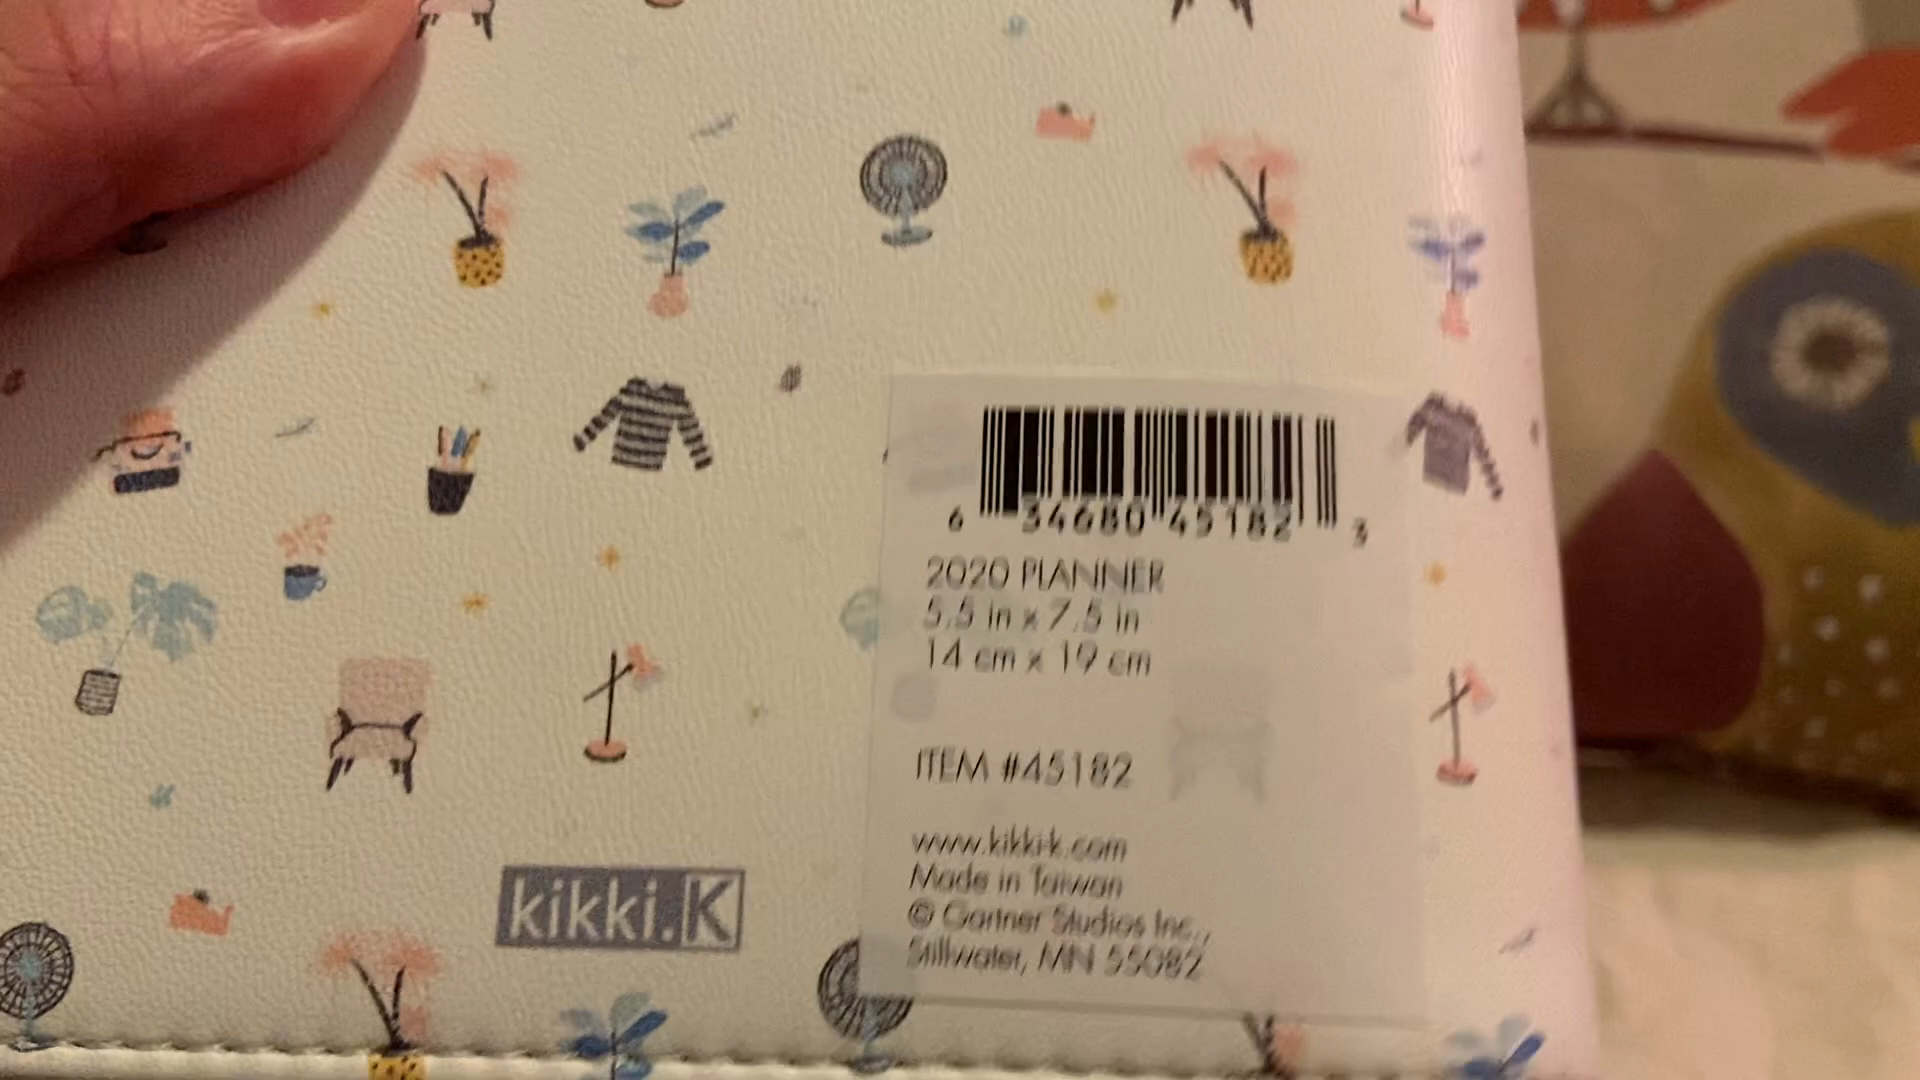 6 34680 45182 3
2020 PLANNER
5.5 in x 7.5 in
14 cm x 19 cm
ITEM #45182
www.kikki-k.com
Made in Taiwan
© Gartner Studios Inc.,
Stillwater, MN 55082
kikki.K